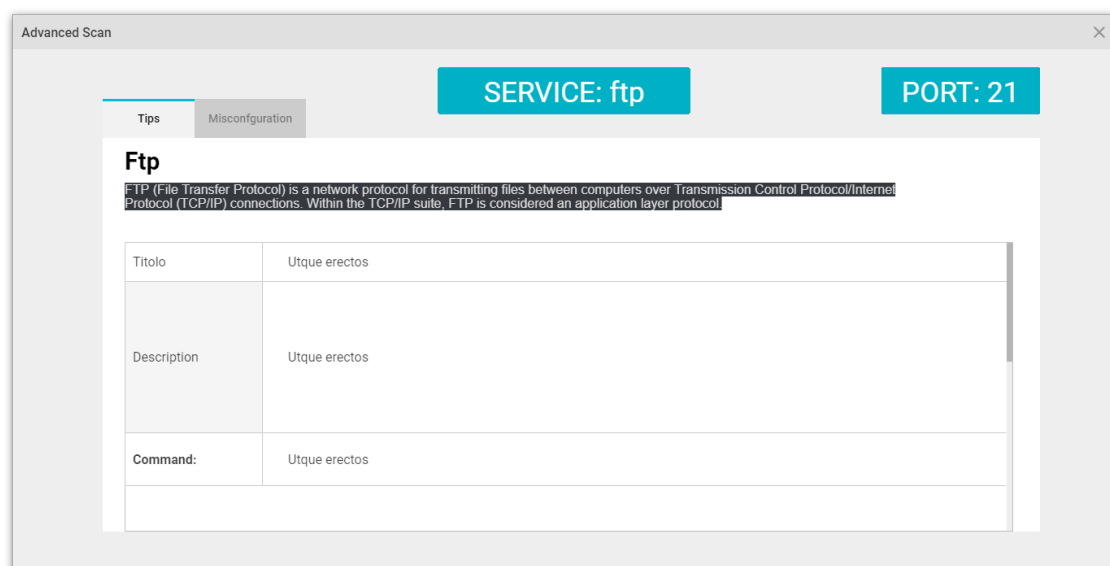 Advanced Scan
SERVICE: ftp
PORT: 21
Tips
Misconfguration
Ftp
FTP (File Transfer Protocol) is a network protocol for transmitting files between computers over Transmission Control Protocol/Internet
Protocol (TCP/IP) connections. Within the TCP/IP suite, FTP is considered an application layer protocol.
Titolo
Utque erectos
Description
Utque erectos
Command:
Utque erectos